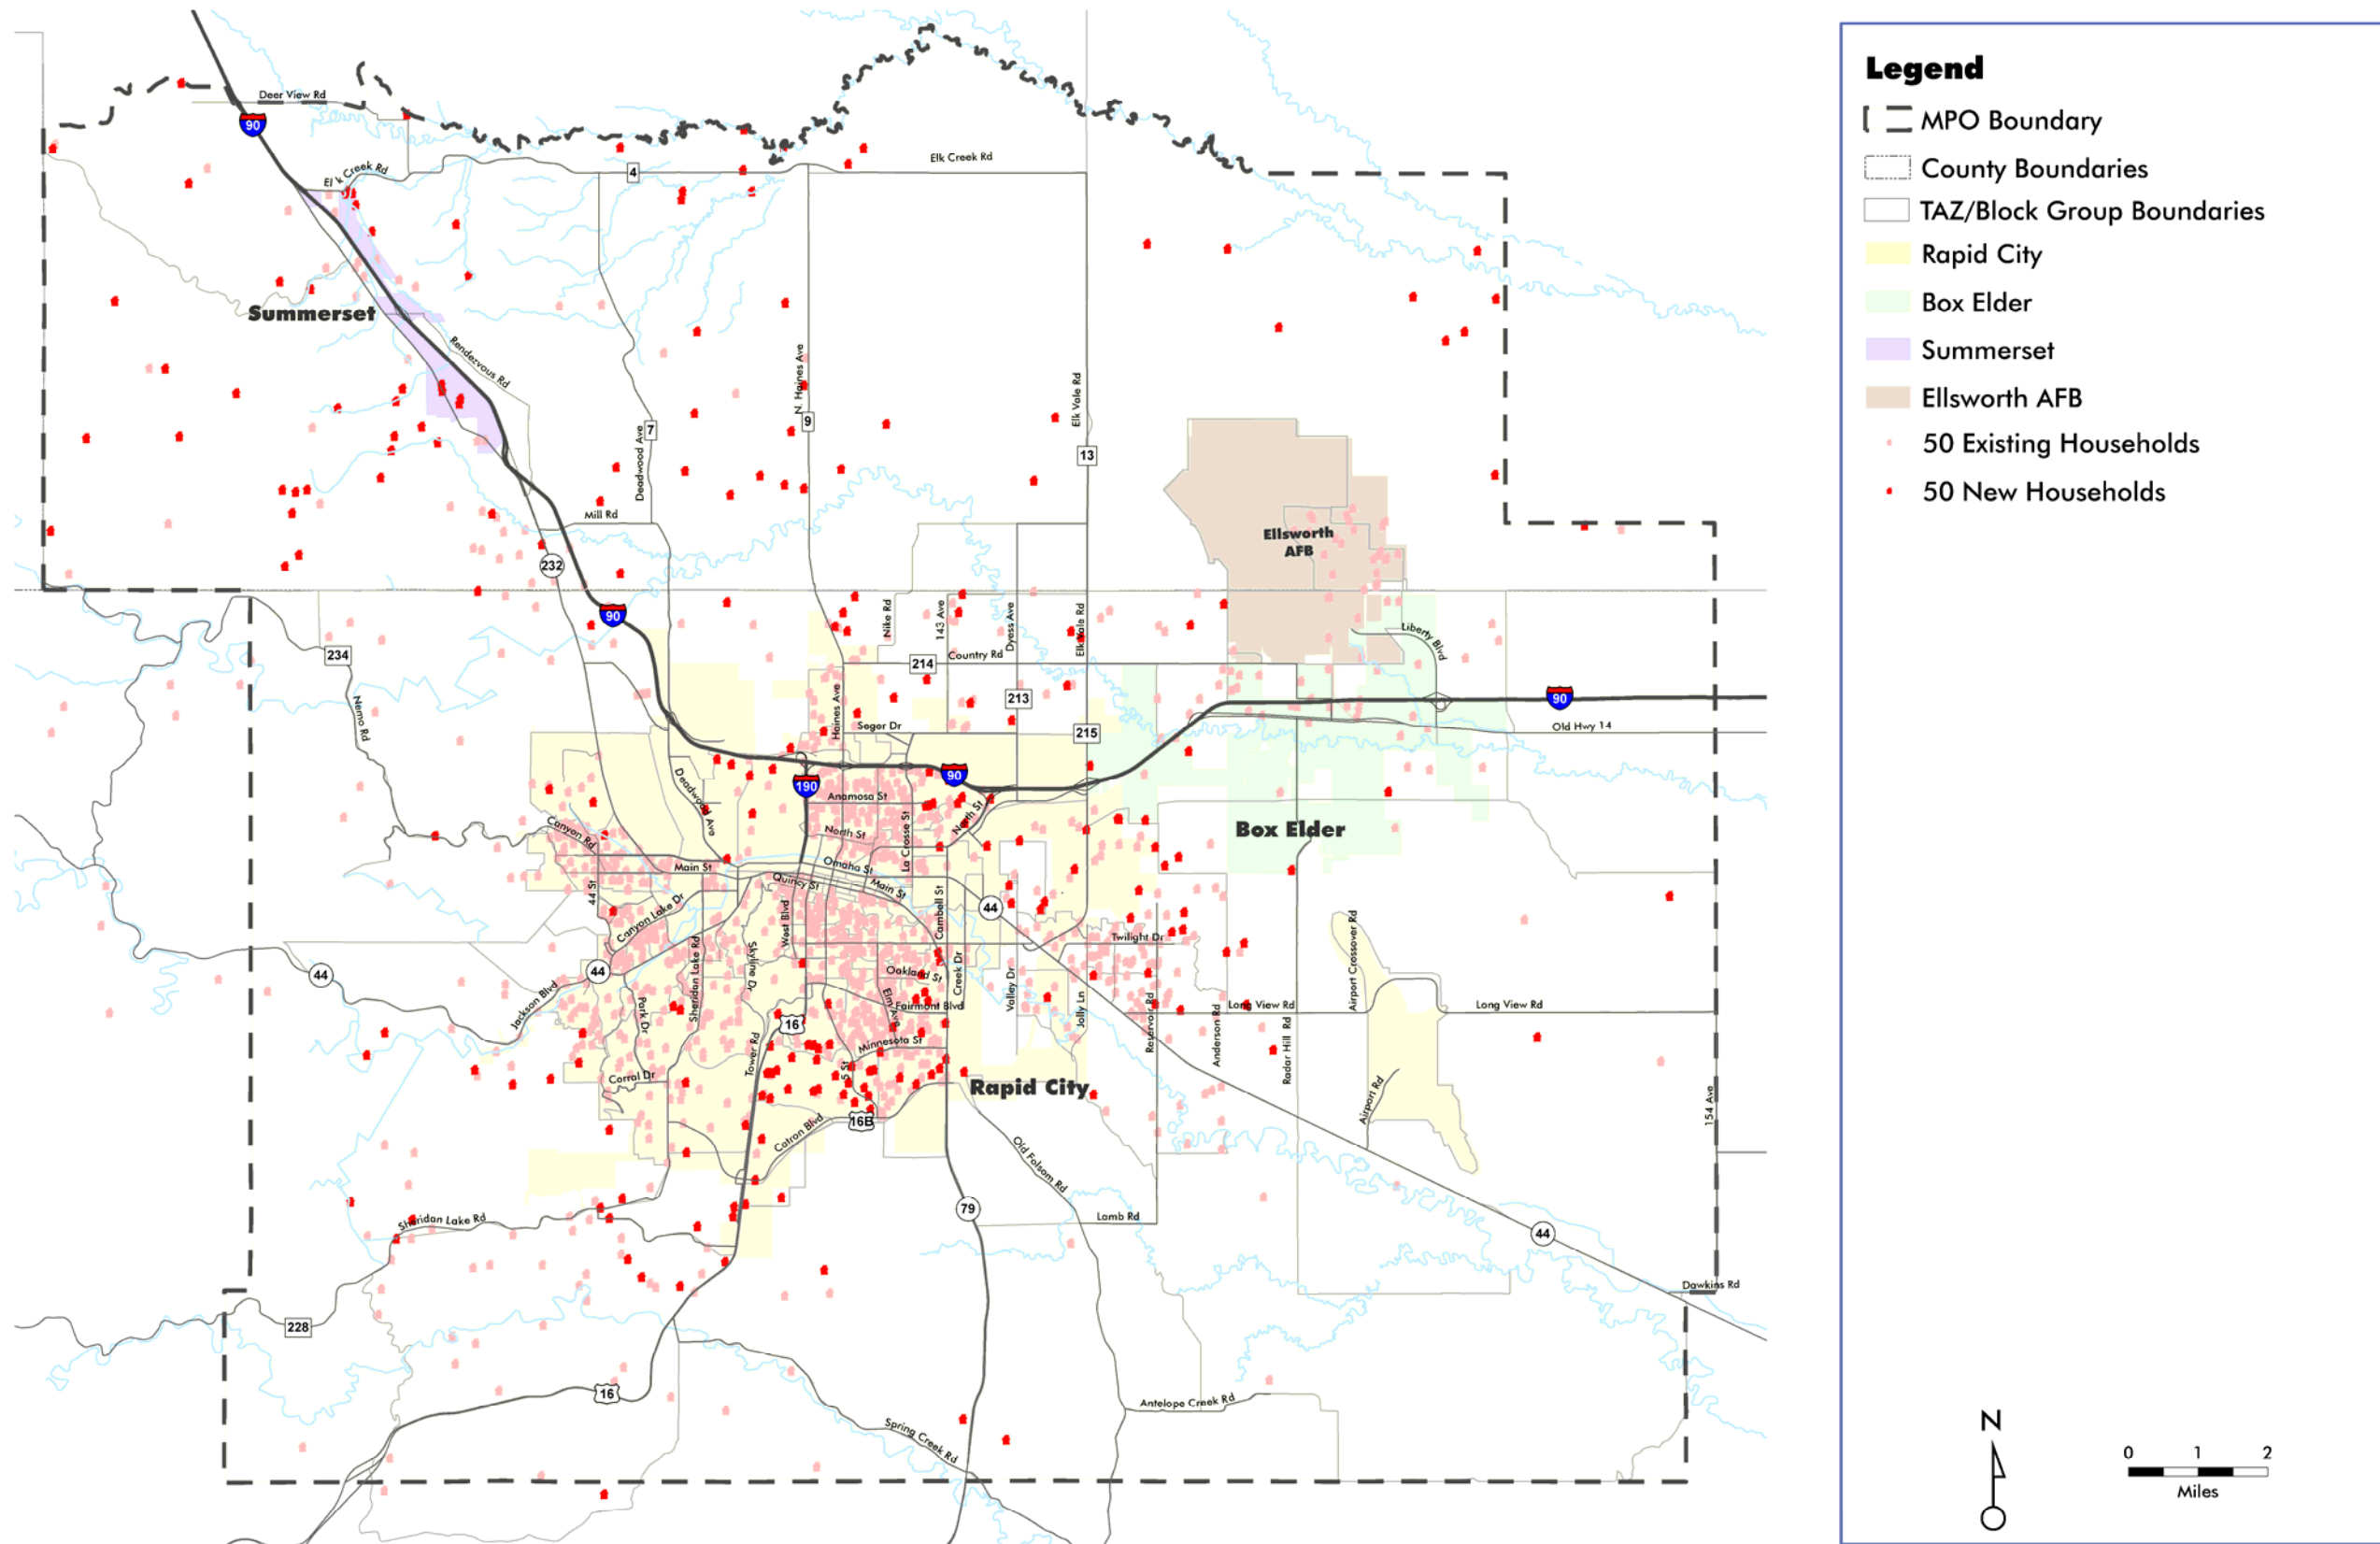 Legend
MPO Boundary
County Boundaries
TAZ/Block Group Boundaries
Rapid City
Box Elder
Summerset
Ellsworth AFB
50 Existing Households
50 New Households
N
0 1 2
Miles
Deer View Rd
90
Elk Creek Rd
4
Elk Creek Rd
Summerset
Rendezvous Rd
N. Haines Ave
Elk Vale Rd
9
7
Deadwood Ave
13
Mill Rd
Ellsworth
AFB
232
90
Nike Rd
143 Ave
Dyess Ave
Elk Vale Rd
Liberty Blvd
234
214
Country Rd
213
90
Nemo Rd
Haines Ave
Seger Dr
215
Old Hwy 14
90
190
Deadwood Ave
Anamosa St
North St
Canyon Rd
North St
La Crosse St
Box Elder
Main St
Omaha St
Quincy St
Main St
44 St
Canyon Lake Dr
West Blvd
Cambell St
44
Airport Crossover Rd
Twilight Dr
Skyline Dr
Sheridan Lake Rd
44
44
Oakland St
Creek Dr
Valley Dr
Jackson Blvd
Park Dr
Elm Ave
Fairmont Blvd
Jolly Ln
Reservoir Rd
Long View Rd
Long View Rd
16
Anderson Rd
Radar Hill Rd
Tower Rd
Minnesota St
5 St
Corral Dr
Rapid City
Airport Rd
154 Ave
16B
Catron Blvd
Old Folsom Rd
Sheridan Lake Rd
79
Lamb Rd
44
Dawkins Rd
228
16
Antelope Creek Rd
Spring Creek Rd